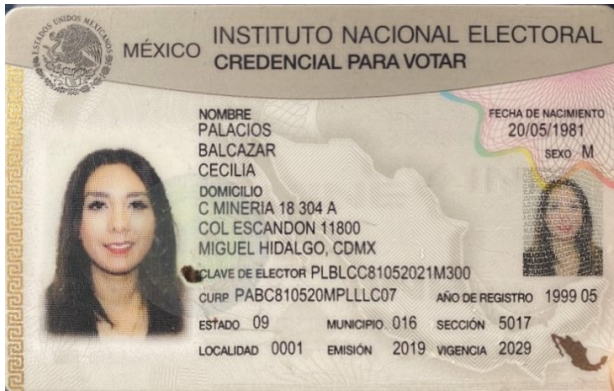 ESTADOS UNIDOS MEXICANOS
MÉXICO INSTITUTO NACIONAL ELECTORAL
CREDENCIAL PARA VOTAR
NOMBRE
PALACIOS
BALCAZAR
CECILIA
FECHA DE NACIMIENTO
20/05/1981
SEXO M
DOMICILIO
C MINERIA 18 304 A
COL ESCANDON 11800
MIGUEL HIDALGO, CDMX
CLAVE DE ELECTOR PLBLCC81052021M300
CURP PABC810520MPLLLC07 AÑO DE REGISTRO 1999 05
ESTADO 09 MUNICIPIO 016 SECCIÓN 5017
LOCALIDAD 0001 EMISIÓN 2019 VIGENCIA 2029